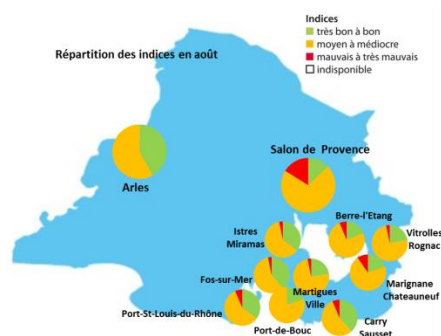 Indices
très bon à bon
moyen à médiocre
mauvais à très mauvais
indisponible
Répartition des indices en août
Salon de Provence
Arles
Berre-l'Etang
Istres
Miramas
Vitrolles
Rognac
Fos-sur-Mer
Martigues
Ville
Marignane
Chateauneuf
Port-St-Louis-du-Rhône
Port-de-Bouc
Carry
Sausset